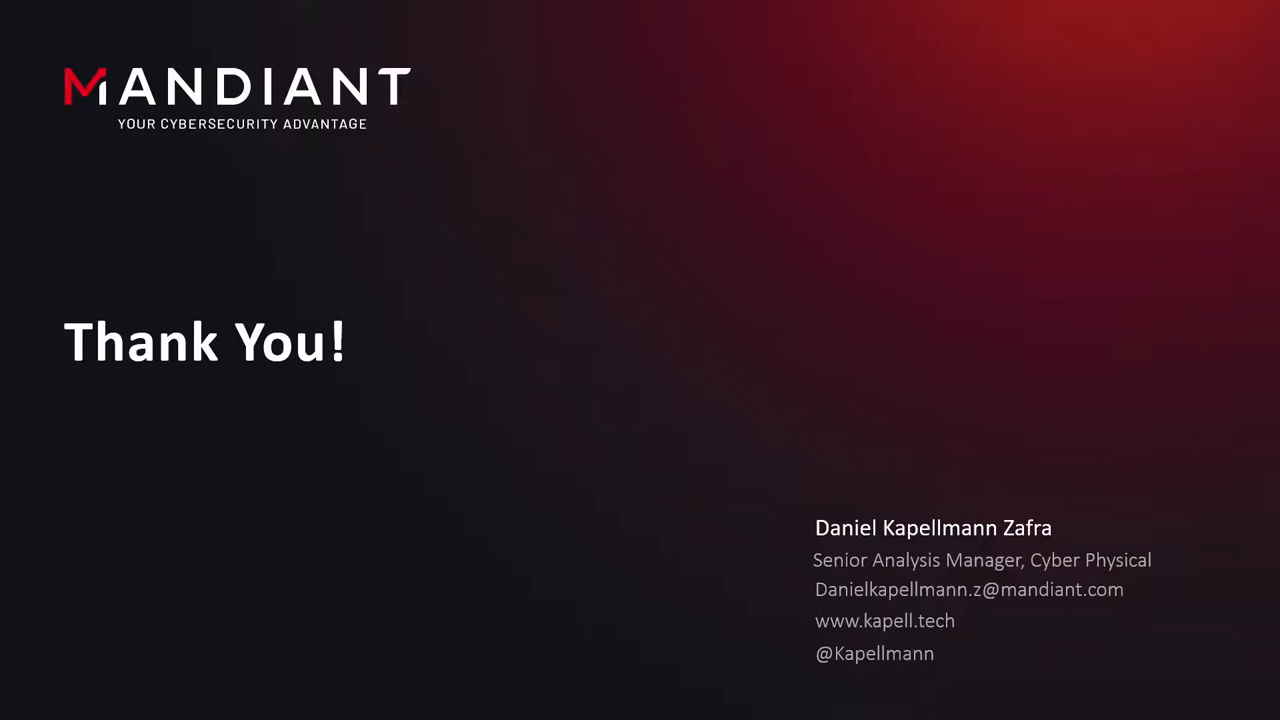 MANDIANT
YOUR CYBERSECURITY ADVANTAGE
Thank You!
Daniel Kapellmann Zafra
Senior Analysis Manager, Cyber Physical
Danielkapellmann.z@mandiant.com
www.kapell.tech
@Kapellmann